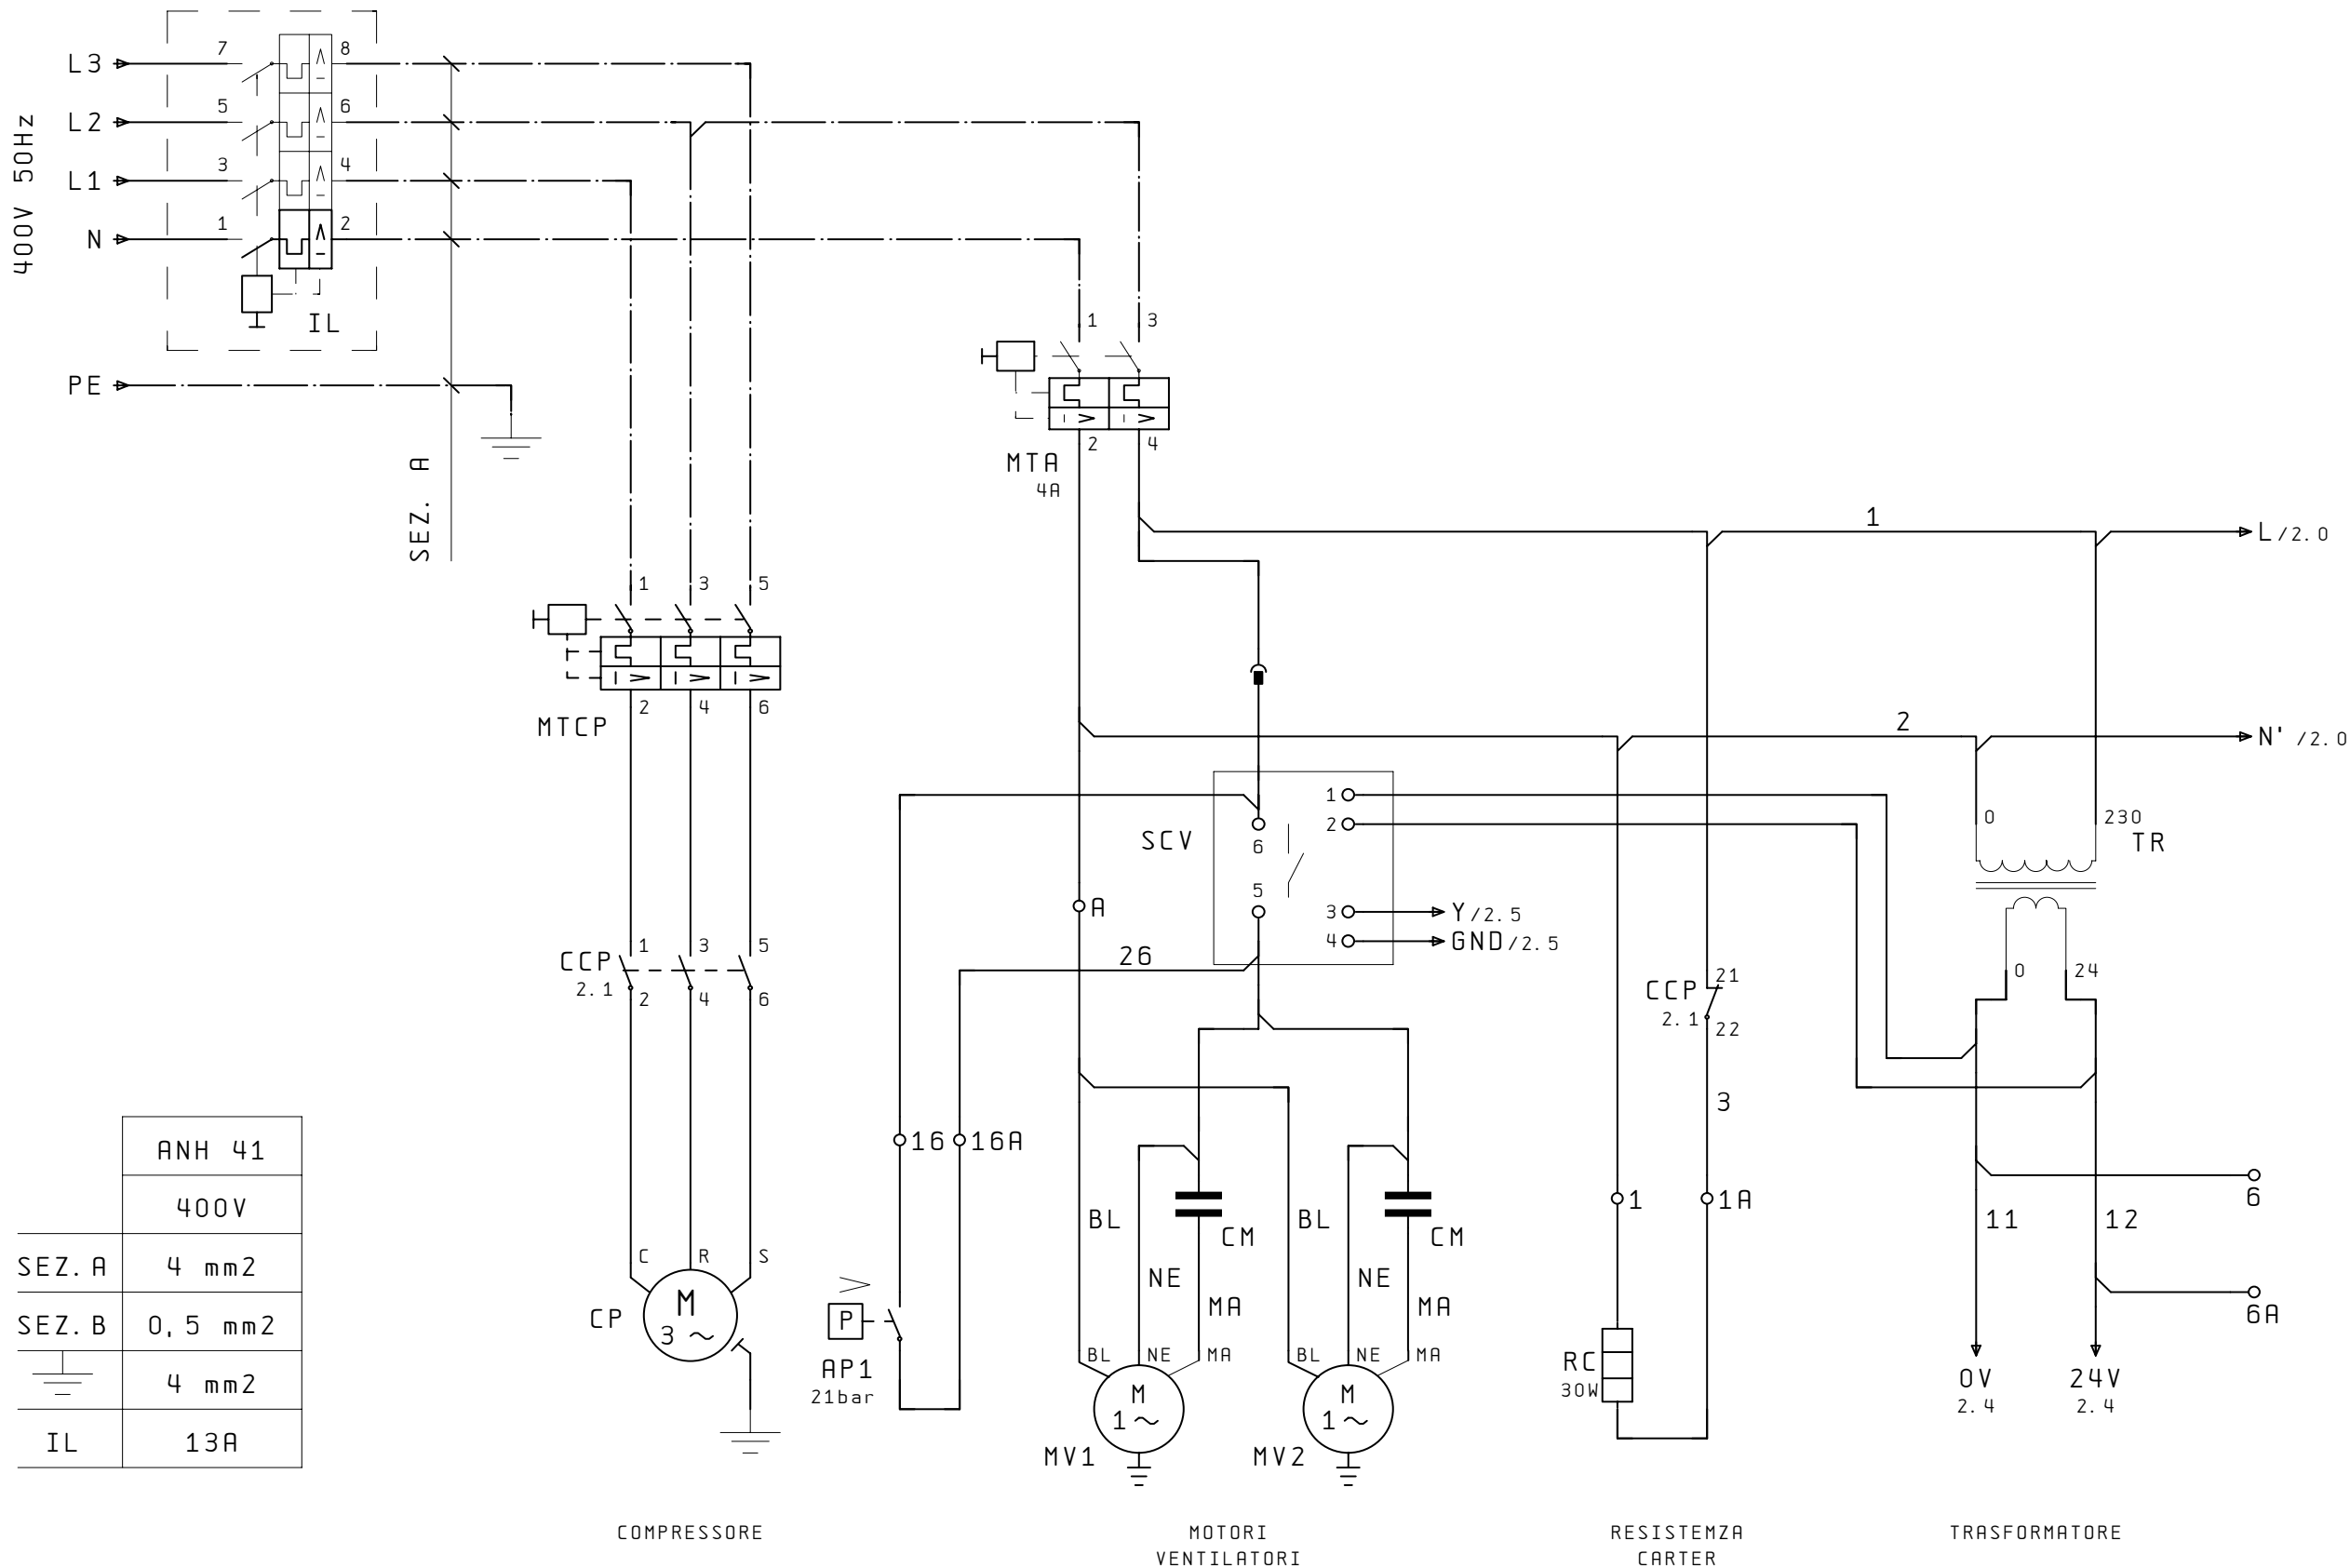 400V 50Hz
L3
7
8
L2
5
6
L1
3
4
N
1
2
IL
PE
SEZ. A
1
3
2
4
MTA
4A
1
L/2.0
1
3
5
2
4
6
MTCP
2
N' /2.0
1
2
SCV
6
5
3
4
Y/2.5
GND/2.5
0
230
TR
A
26
CCP
2.1
1
3
5
2
4
6
CCP
2.1
21
22
0
24
3
16
16A
1
1A
11
12
6
6A
BL
NE
CM
MA
BL
NE
CM
MA
ANH 41
400V
SEZ.A
4 mm2
SEZ.B
0,5 mm2
4 mm2
IL
13A
C
R
S
CP
M
3 ~
>
P
AP1
21bar
BL
NE
MA
M
1 ~
MV1
BL
NE
MA
M
1 ~
MV2
RC
30W
0V
2.4
24V
2.4
COMPRESSORE
MOTORI
VENTILATORI
RESISTEMZA
CARTER
TRASFORMATORE